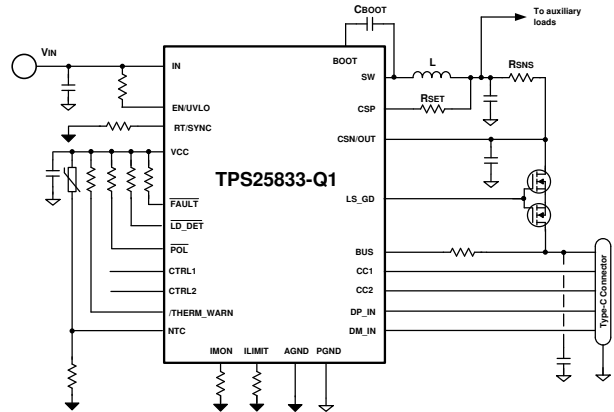 CBOOT
To auxiliary
loads
VIN
BOOT
IN
SW
L
RSNS
CSP
RSET
EN/UVLO
RT/SYNC
CSN/OUT
VCC
TPS25833-Q1
FAULT
LS_GD
LD_DET
POL
BUS
CTRL1
CC1
CTRL2
CC2
/THERM_WARN
DP_IN
NTC
DM_IN
Type-C Connector
IMON
ILIMIT
AGND
PGND